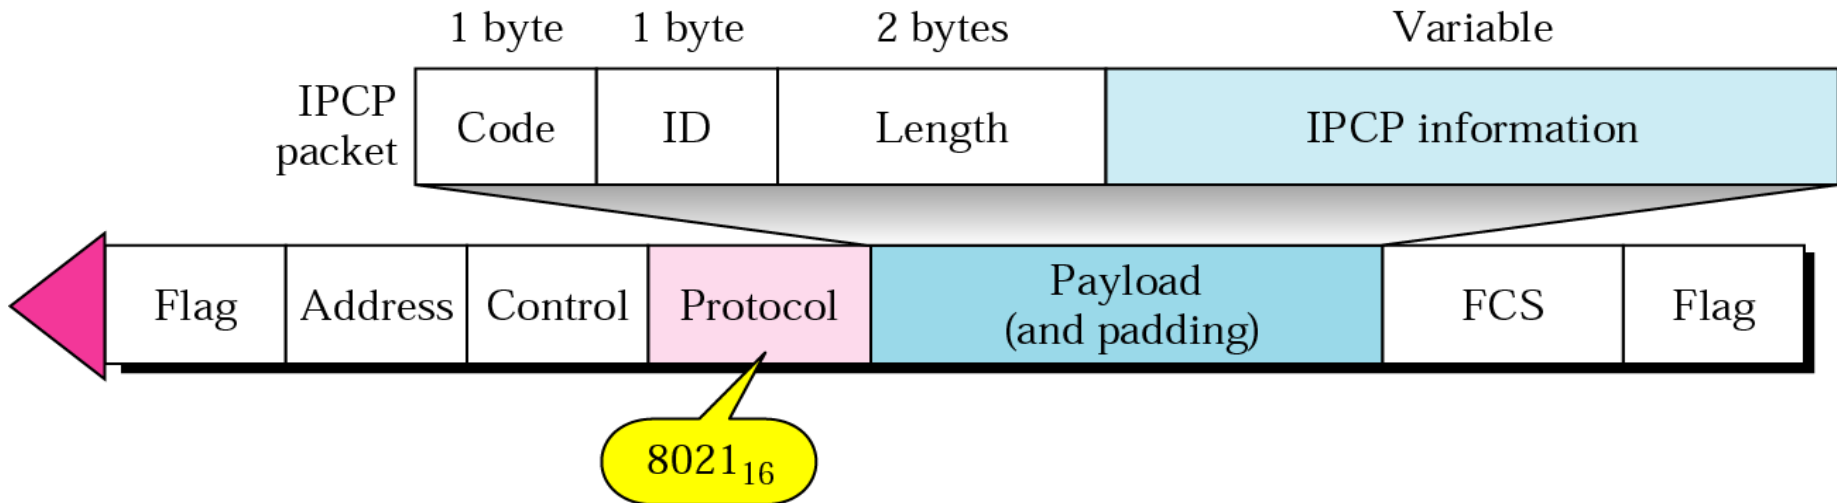 1 byte 1 byte 2 bytes Variable
IPCP
packet
Code ID Length IPCP information
Flag Address Control Protocol Payload
(and padding) FCS Flag
8021₁₆